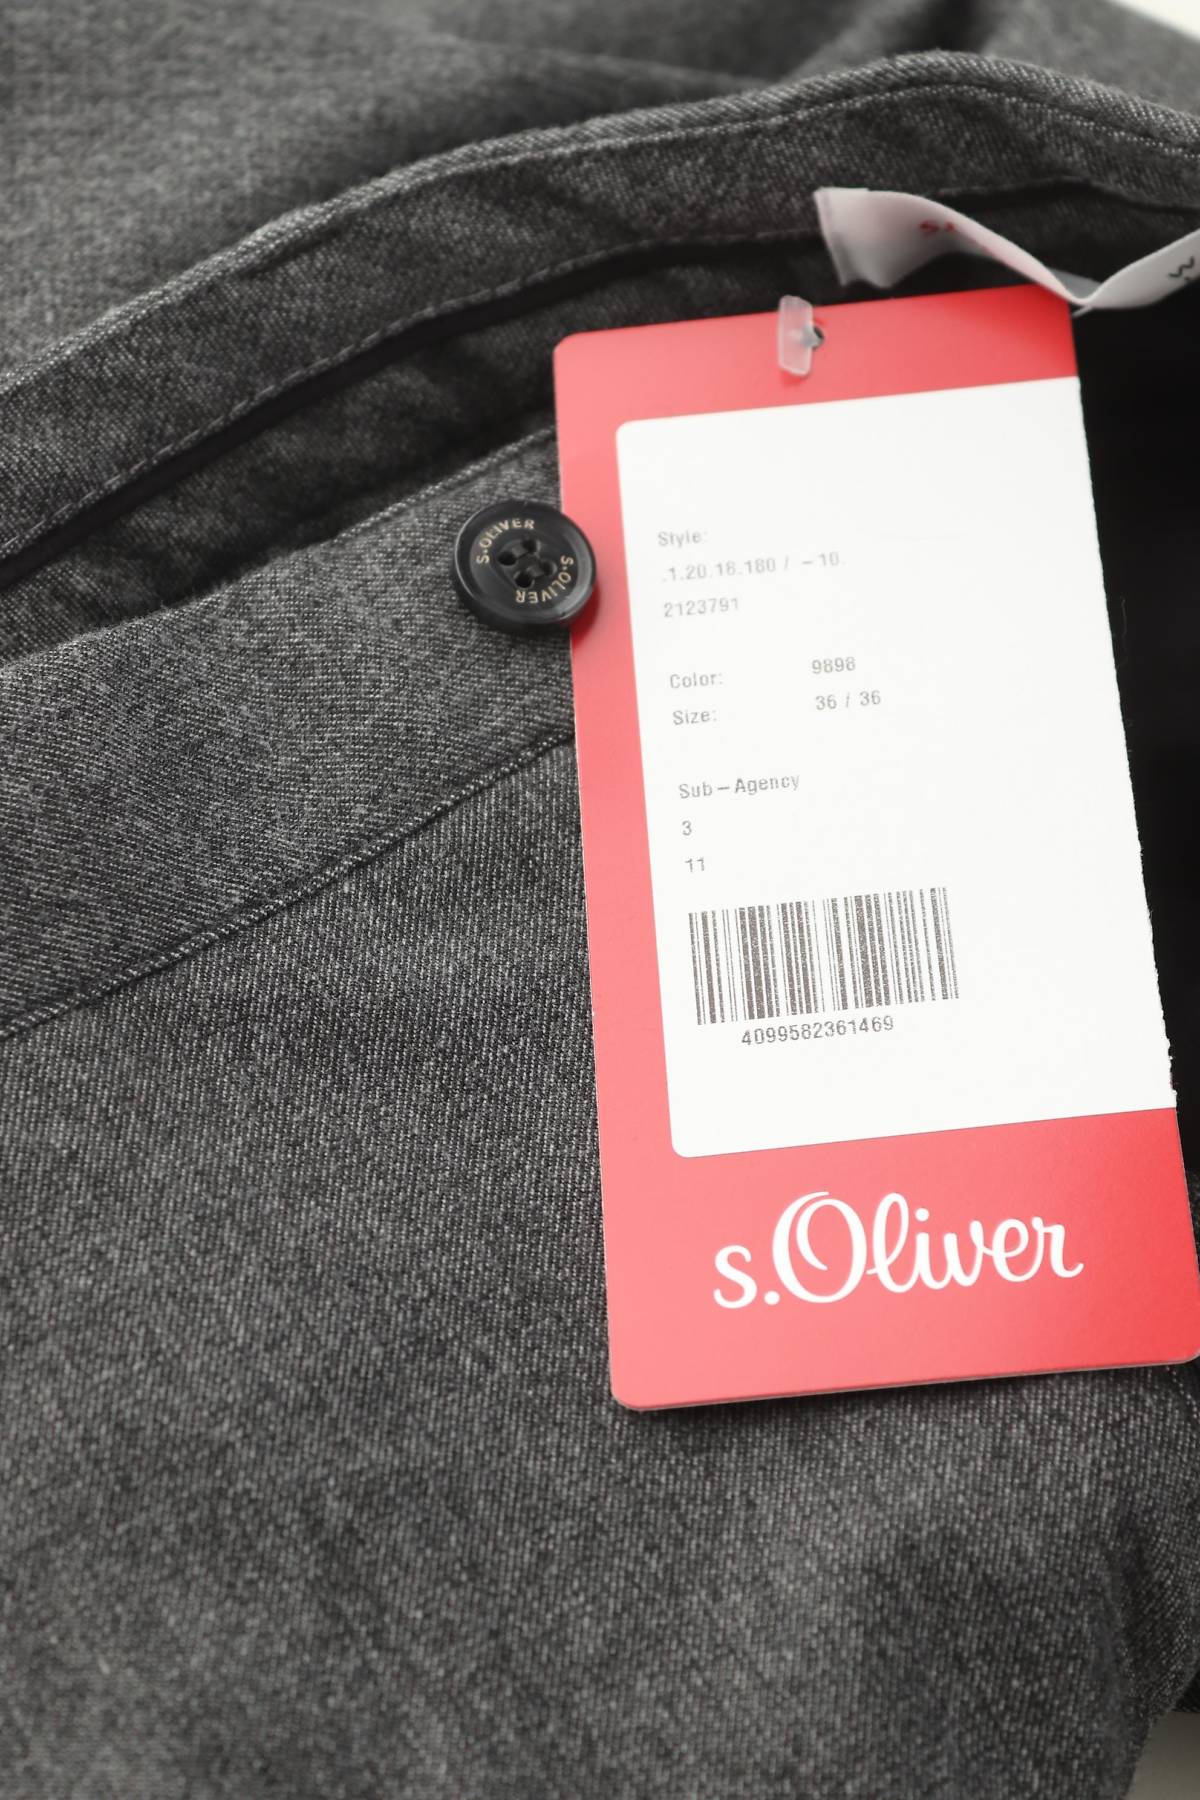 S.OLIVER
S.OLIVER
Style:
.1.20.18.180 / – 10.
2123791
Color: 9898
Size: 36 / 36
Sub – Agency
3
11
4099582361469
s.Oliver
W